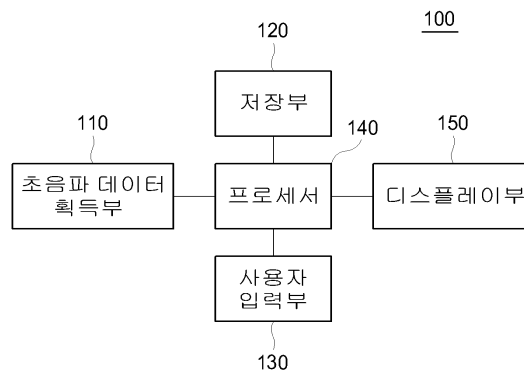 100
120
저장부
110
140
150
초음파 데이터
획득부
프로세서
디스플레이부
사용자
입력부
130